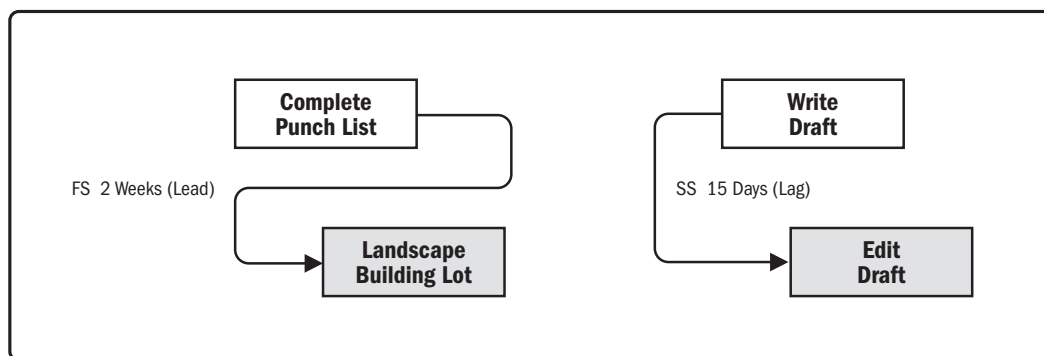 Complete
Punch List
FS 2 Weeks (Lead)
Landscape
Building Lot
Write
Draft
SS 15 Days (Lag)
Edit
Draft